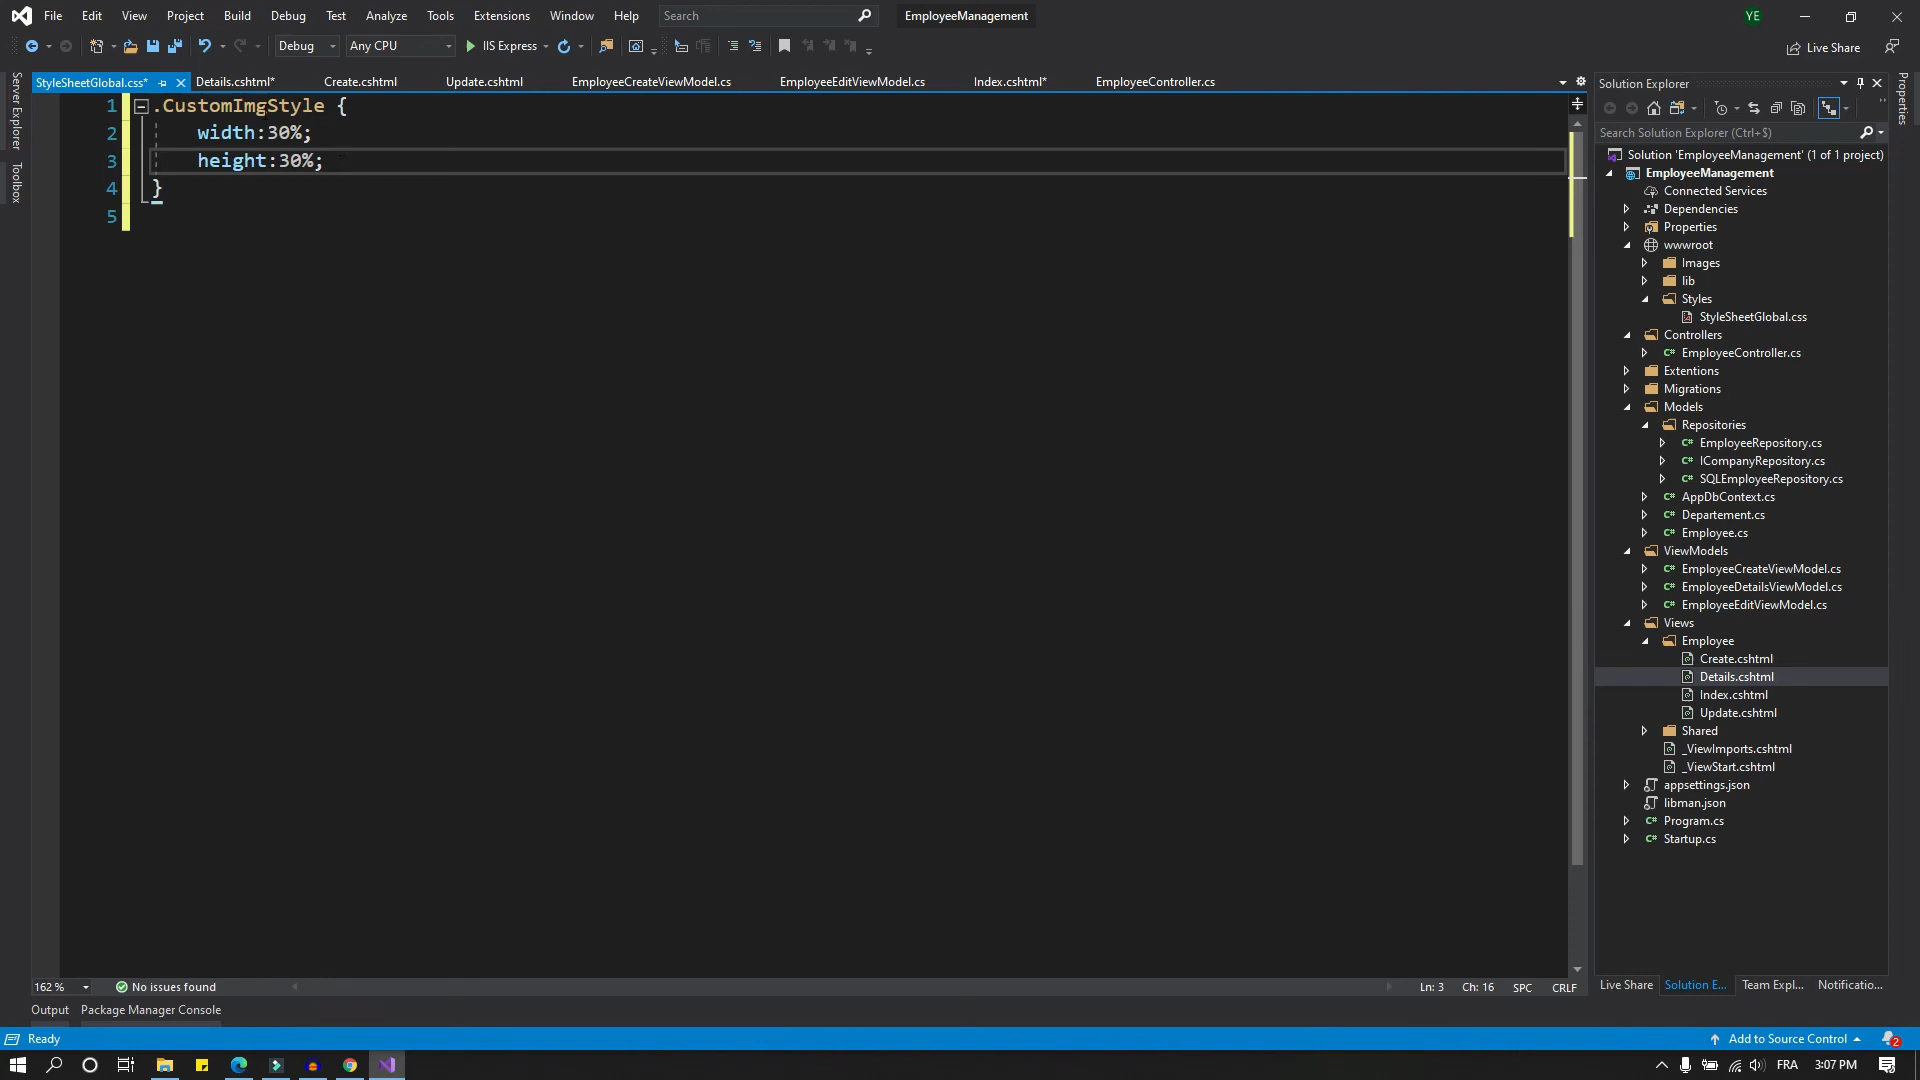 File Edit View Project Build Debug Test Analyze Tools Extensions Window Help Search EmployeeManagement YE
Debug Any CPU IIS Express Live Share
StyleSheetGlobal.css* Details.cshtml* Create.cshtml Update.cshtml EmployeeCreateViewModel.cs EmployeeEditViewModel.cs Index.cshtml* EmployeeController.cs
Server Explorer
Toolbox
1 .CustomImgStyle {
2 width:30%;
3 height:30%;
4 }
5
Solution Explorer
Search Solution Explorer (Ctrl+$)
Solution 'EmployeeManagement' (1 of 1 project)
EmployeeManagement
Connected Services
Dependencies
Properties
wwwroot
Images
lib
Styles
StyleSheetGlobal.css
Controllers
EmployeeController.cs
Extentions
Migrations
Models
Repositories
EmployeeRepository.cs
ICompanyRepository.cs
SQLEmployeeRepository.cs
AppDbContext.cs
Departement.cs
Employee.cs
ViewModels
EmployeeCreateViewModel.cs
EmployeeDetailsViewModel.cs
EmployeeEditViewModel.cs
Views
Employee
Create.cshtml
Details.cshtml
Index.cshtml
Update.cshtml
Shared
_ViewImports.cshtml
_ViewStart.cshtml
appsettings.json
libman.json
Program.cs
Startup.cs
Properties
162 % No issues found Ln: 3 Ch: 16 SPC CRLF
Live Share Solution E... Team Expl... Notificatio...
Output Package Manager Console
Ready Add to Source Control 2
FRA 3:07 PM